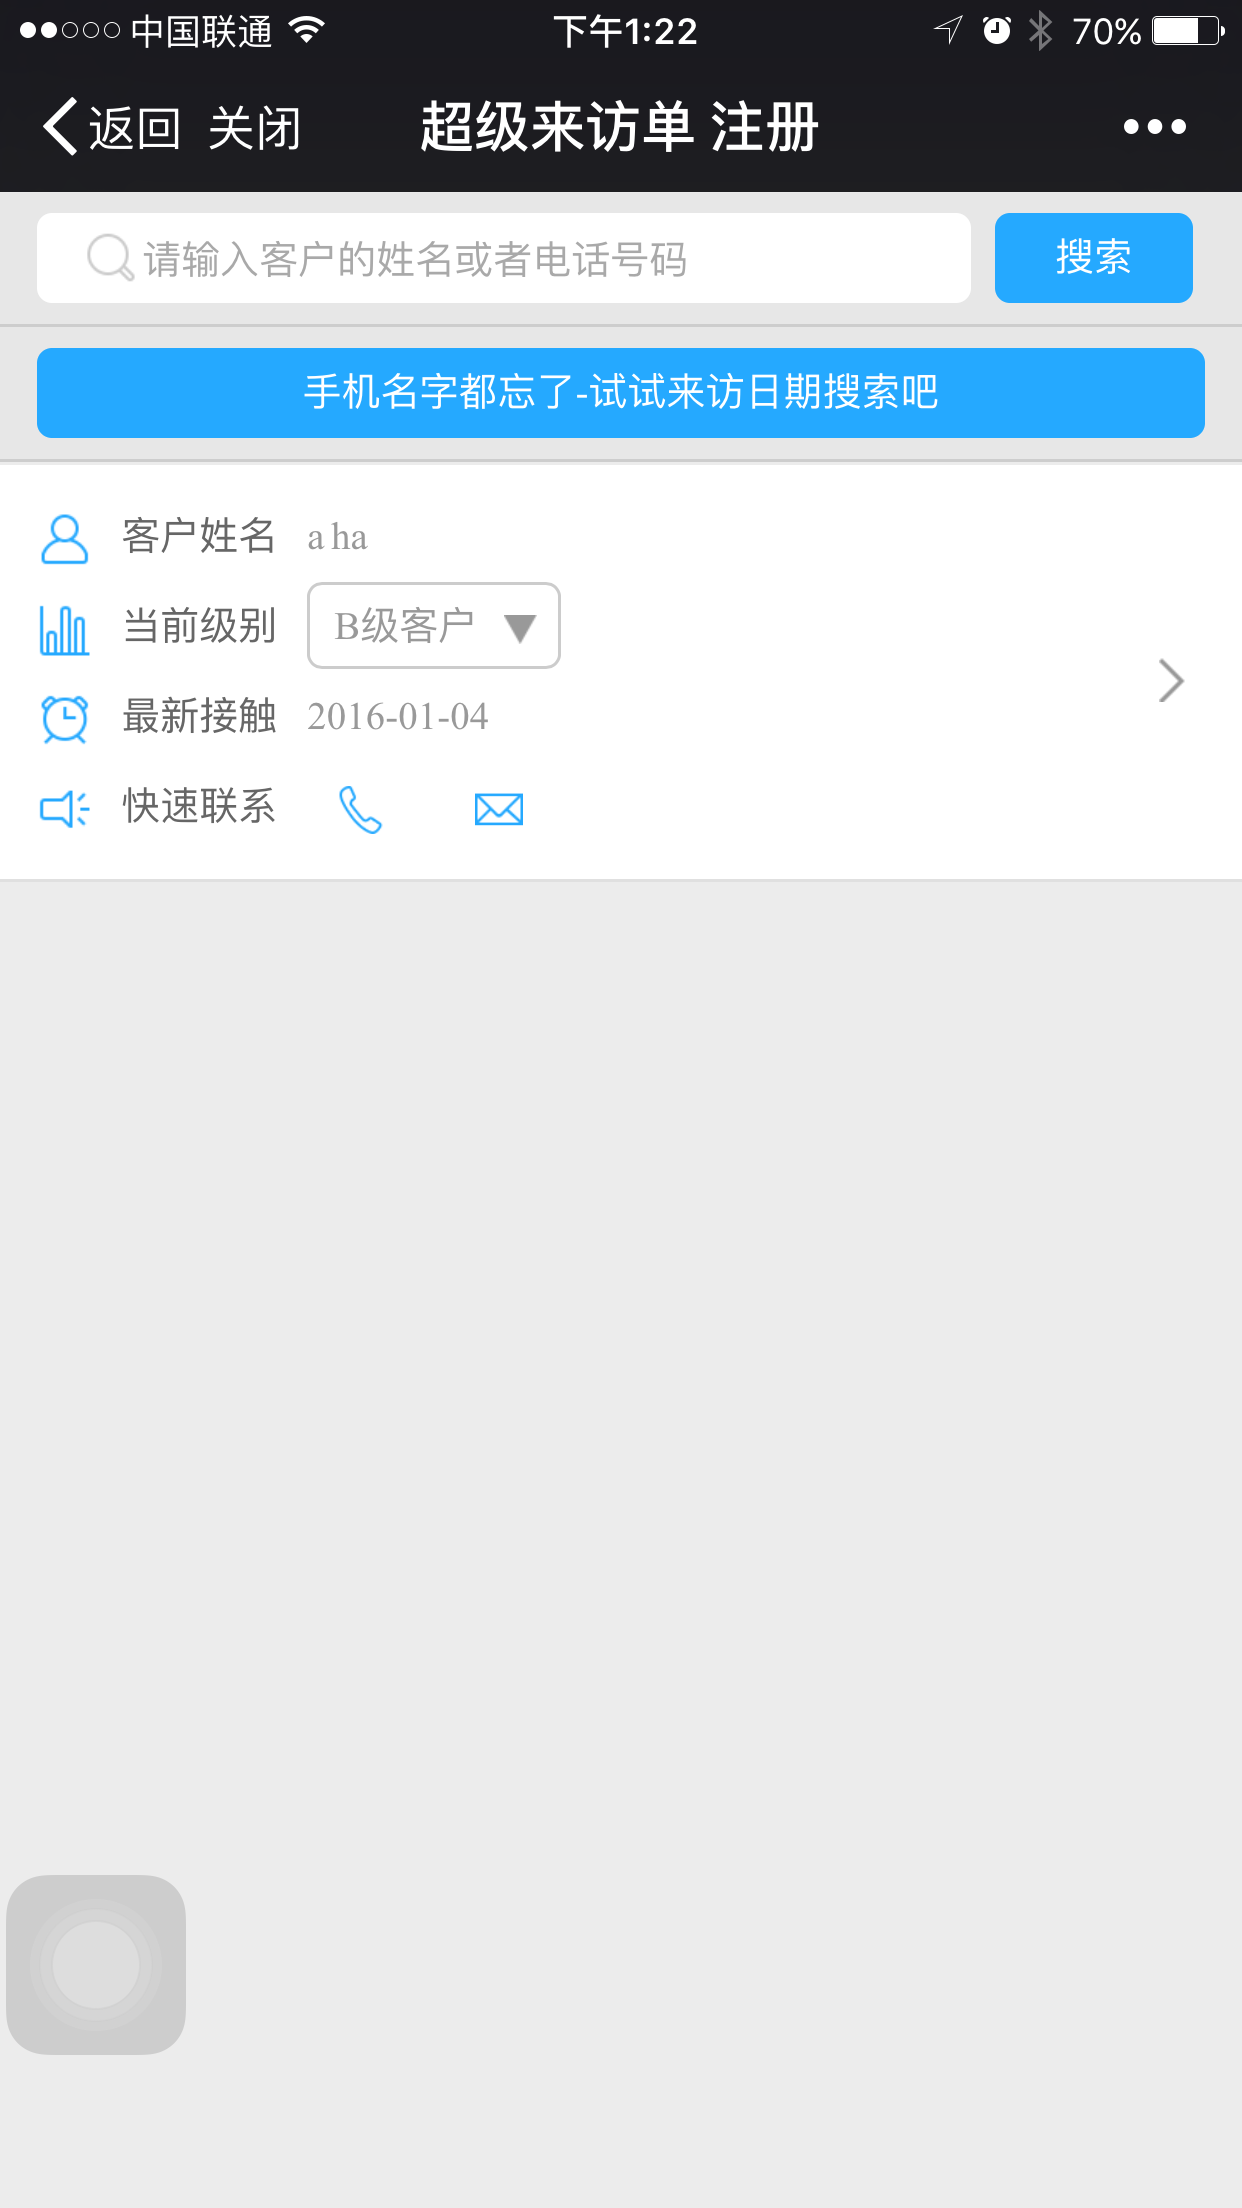 中国联通 下午1:22 70%
返回 关闭 超级来访单 注册
请输入客户的姓名或者电话号码 搜索
手机名字都忘了-试试来访日期搜索吧
客户姓名 a ha
当前级别 B级客户
最新接触 2016-01-04
快速联系